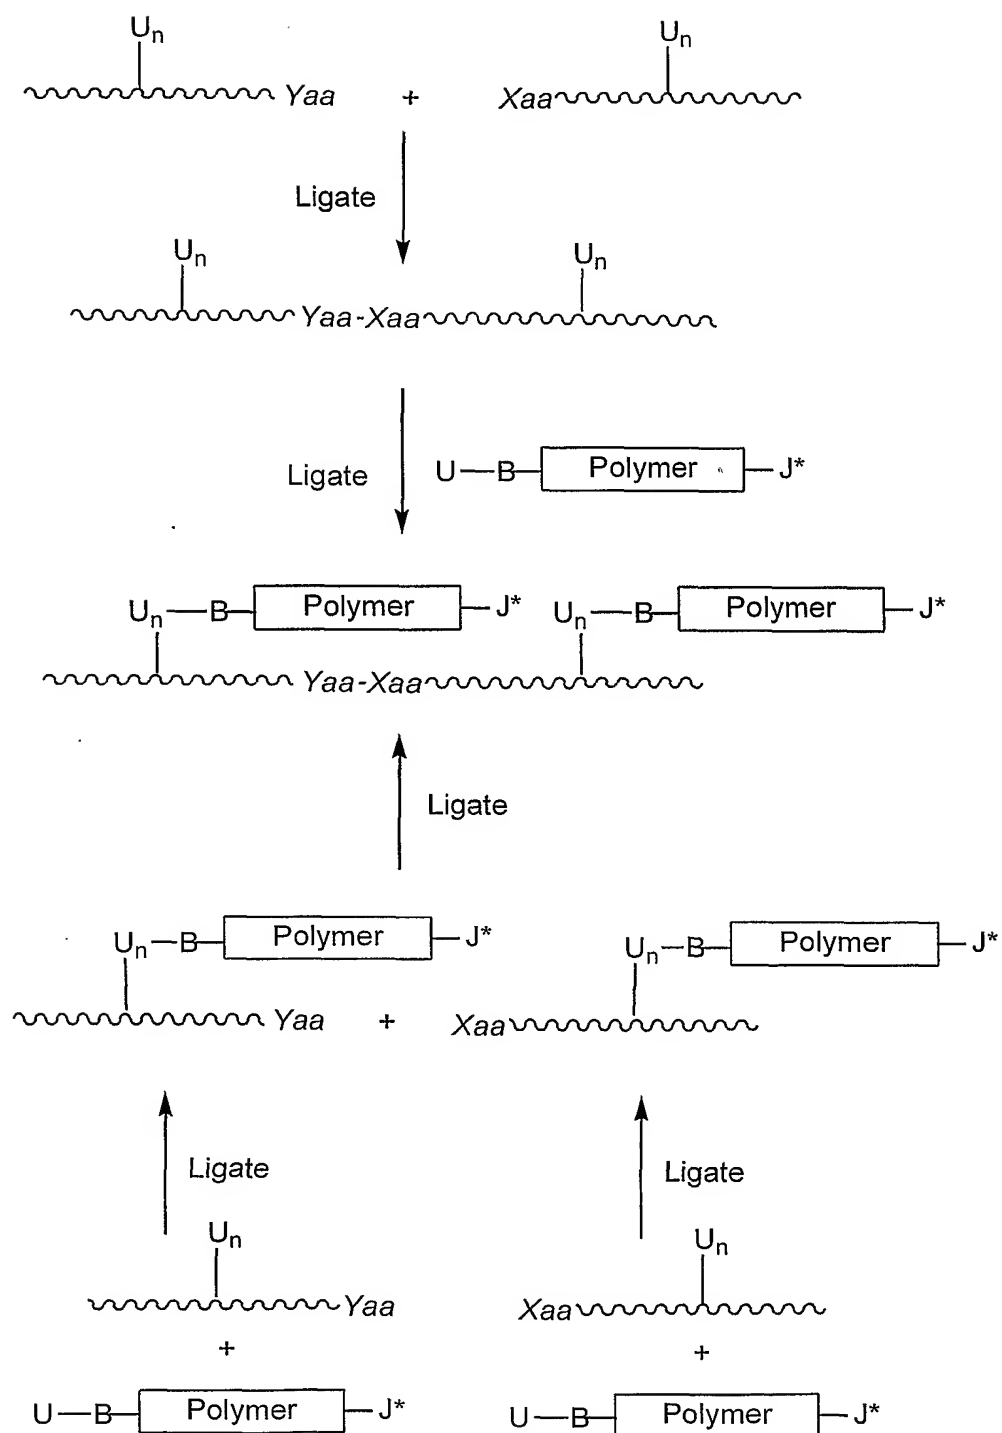 Un Un
Yaa + Xaa
Ligate
Un Un
Yaa-Xaa
Ligate U—B—Polymer—J*
Un—B—Polymer—J* Un—B—Polymer—J*
Yaa-Xaa
Ligate
Un—B—Polymer—J* Un—B—Polymer—J*
Yaa + Xaa
Ligate Ligate
Un Un
Yaa Xaa
+ +
U—B—Polymer—J* U—B—Polymer—J*